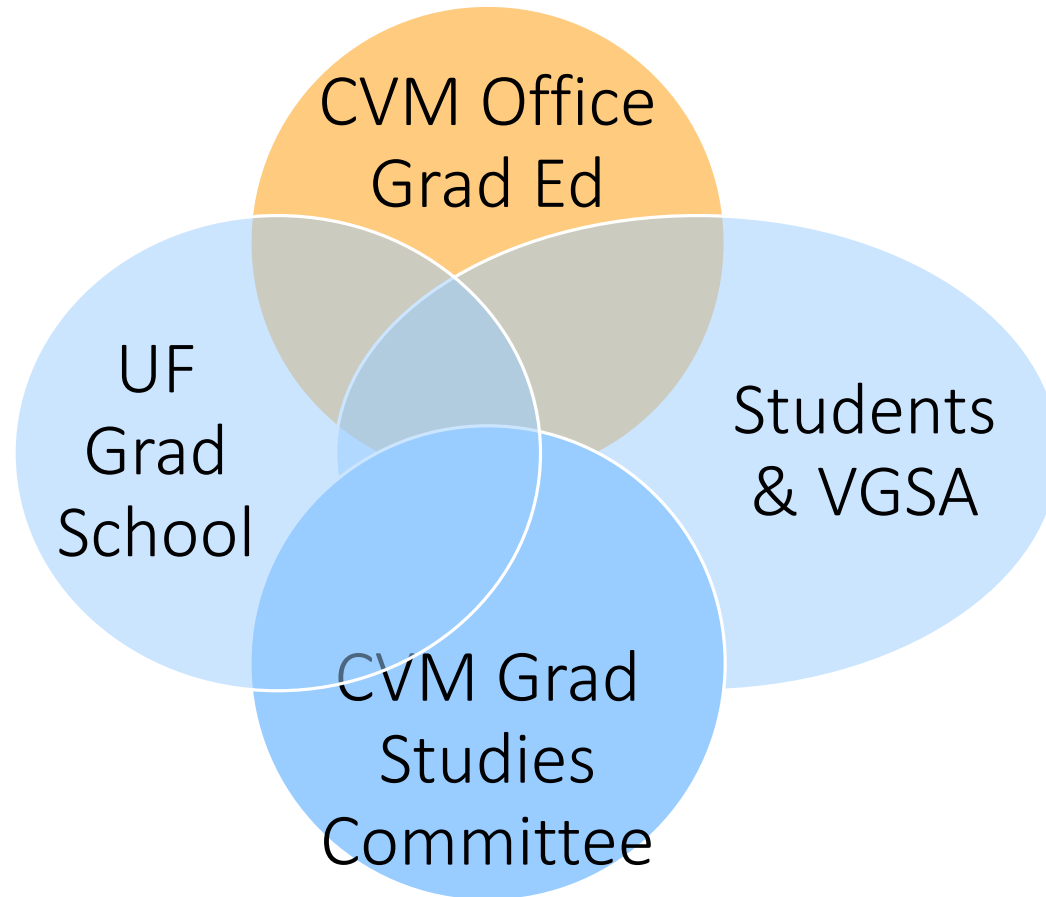 CVM Office
Grad Ed
UF
Grad
School
Students
& VGSA
CVM Grad
Studies
Committee